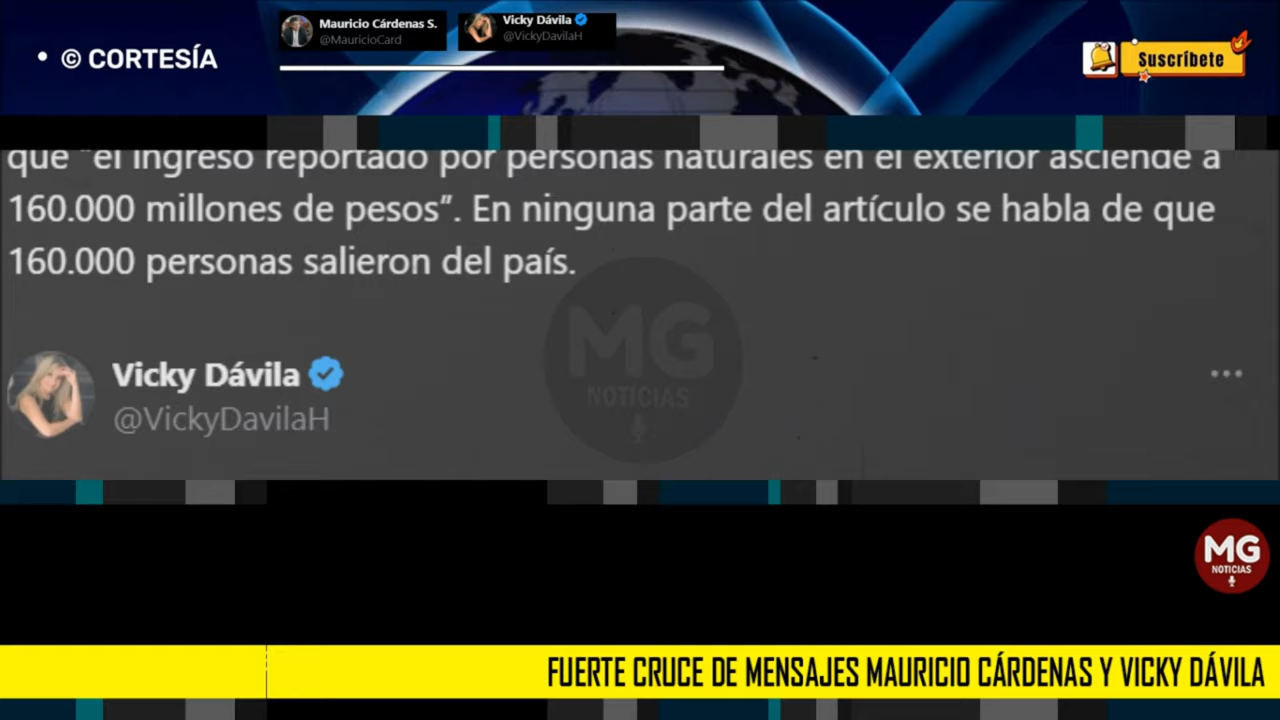 • © CORTESÍA
Mauricio Cárdenas S.
@MauricioCard
Vicky Dávila
@VickyDavilaH
Suscríbete
que “el ingreso reportado por personas naturales en el exterior asciende a
160.000 millones de pesos”. En ninguna parte del artículo se habla de que
160.000 personas salieron del país.
MG
NOTICIAS
Vicky Dávila
@VickyDavilaH
MG
NOTICIAS
FUERTE CRUCE DE MENSAJES MAURICIO CÁRDENAS Y VICKY DÁVILA